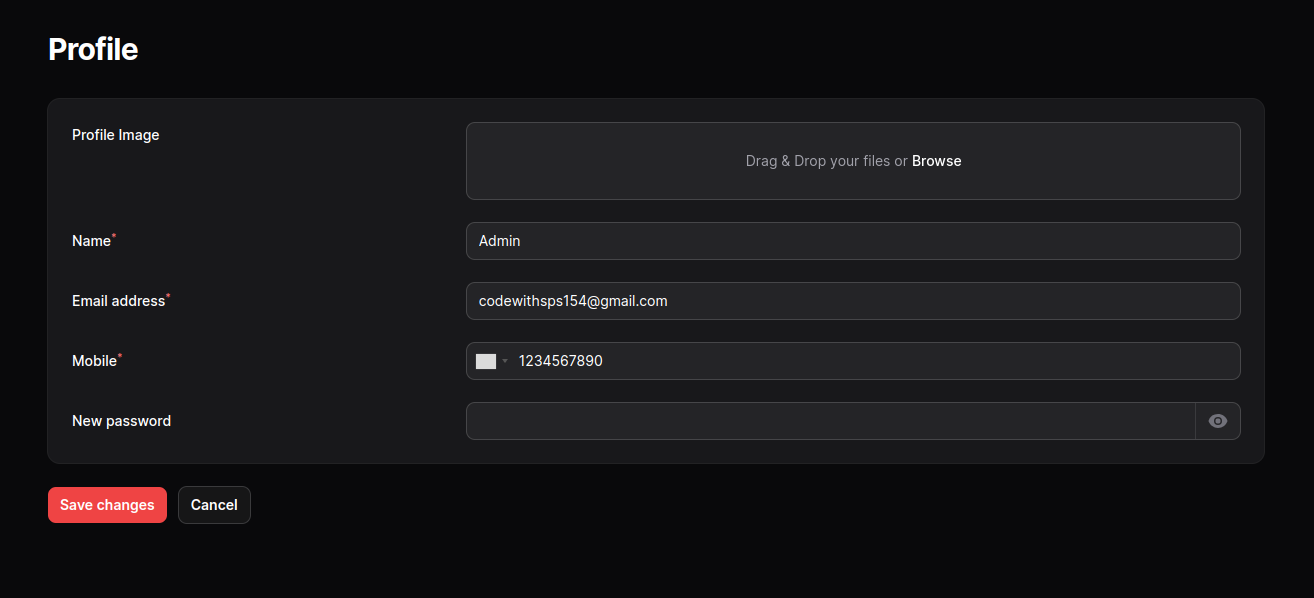 Profile
Profile Image
Drag & Drop your files or Browse
Name*
Admin
Email address*
codewithsps154@gmail.com
Mobile*
1234567890
New password
Save changes
Cancel